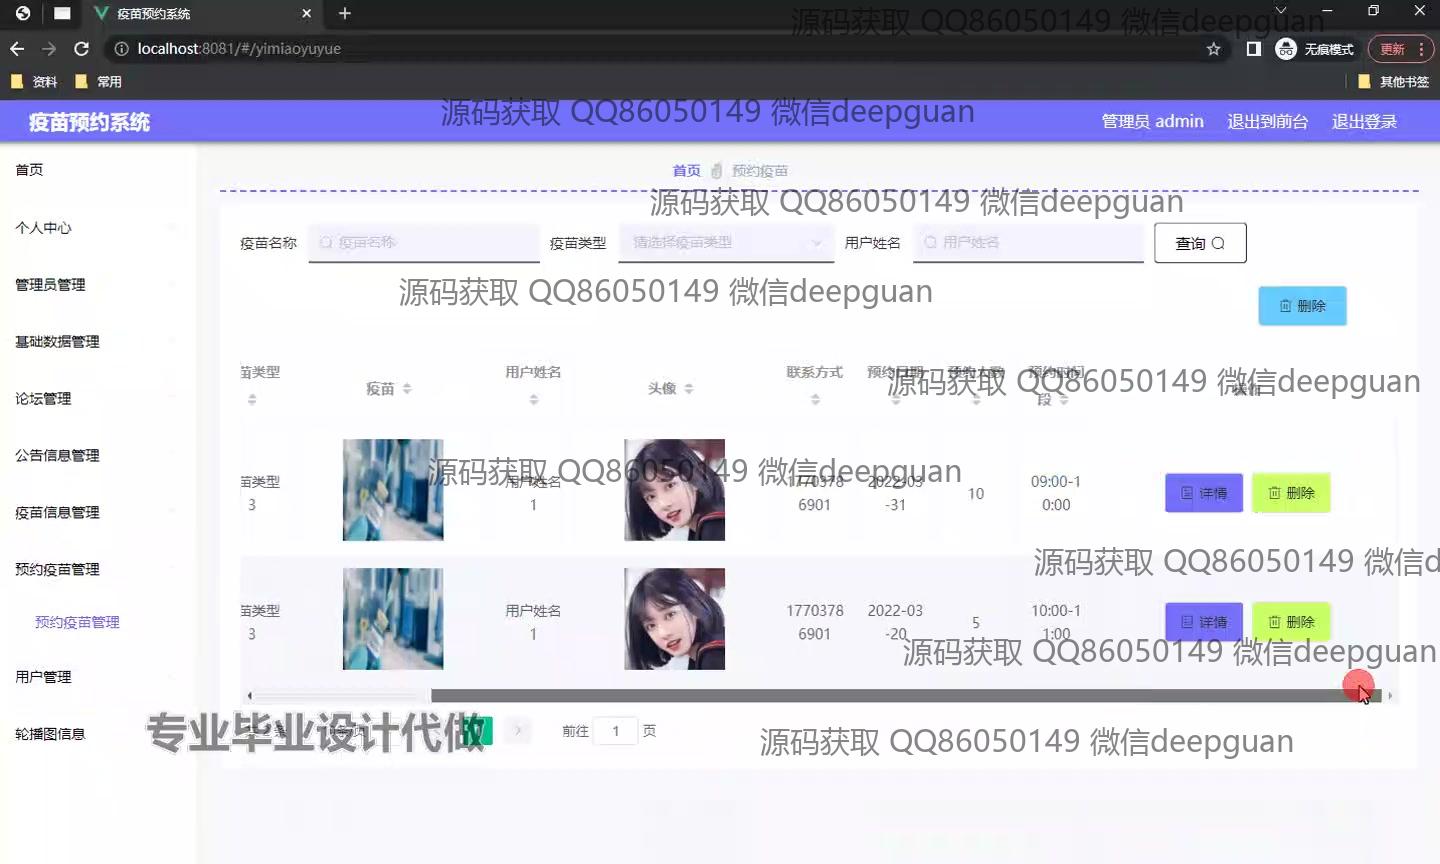 疫苗预约系统
源码获取 QQ86050149 微信deepguan
localhost:8081/#/yimiaoyuyue
无痕模式
更新
资料
常用
其他书签
疫苗预约系统
源码获取 QQ86050149 微信deepguan
管理员 admin
退出到前台
退出登录
首页
个人中心
管理员管理
基础数据管理
论坛管理
公告信息管理
疫苗信息管理
预约疫苗管理
预约疫苗管理
用户管理
轮播图信息
首页
预约疫苗
源码获取 QQ86050149 微信deepguan
疫苗名称
疫苗名称
疫苗类型
请选择疫苗类型
用户姓名
用户姓名
查询
源码获取 QQ86050149 微信deepguan
删除
苗类型
疫苗
用户姓名
头像
联系方式
预约日期
预约人数
预约时间
段
操作
源码获取 QQ86050149 微信deepguan
源码获取 QQ86050149 微信deepguan
苗类型
3
用户姓名
1
1770378
6901
2022-03
-31
10
09:00-1
0:00
详情
删除
源码获取 QQ86050149 微信d
苗类型
3
用户姓名
1
1770378
6901
2022-03
-20
5
10:00-1
1:00
详情
删除
源码获取 QQ86050149 微信deepguan
专业毕业设计代做
前往
1
页
源码获取 QQ86050149 微信deepguan